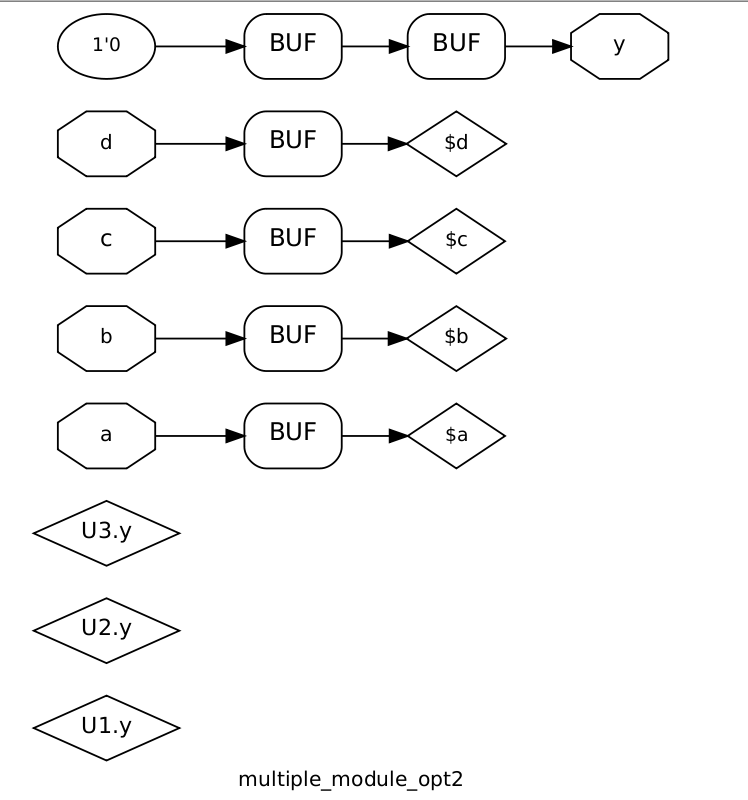 1'0 BUF BUF y
d BUF $d
c BUF $c
b BUF $b
a BUF $a
U3.y
U2.y
U1.y
multiple_module_opt2